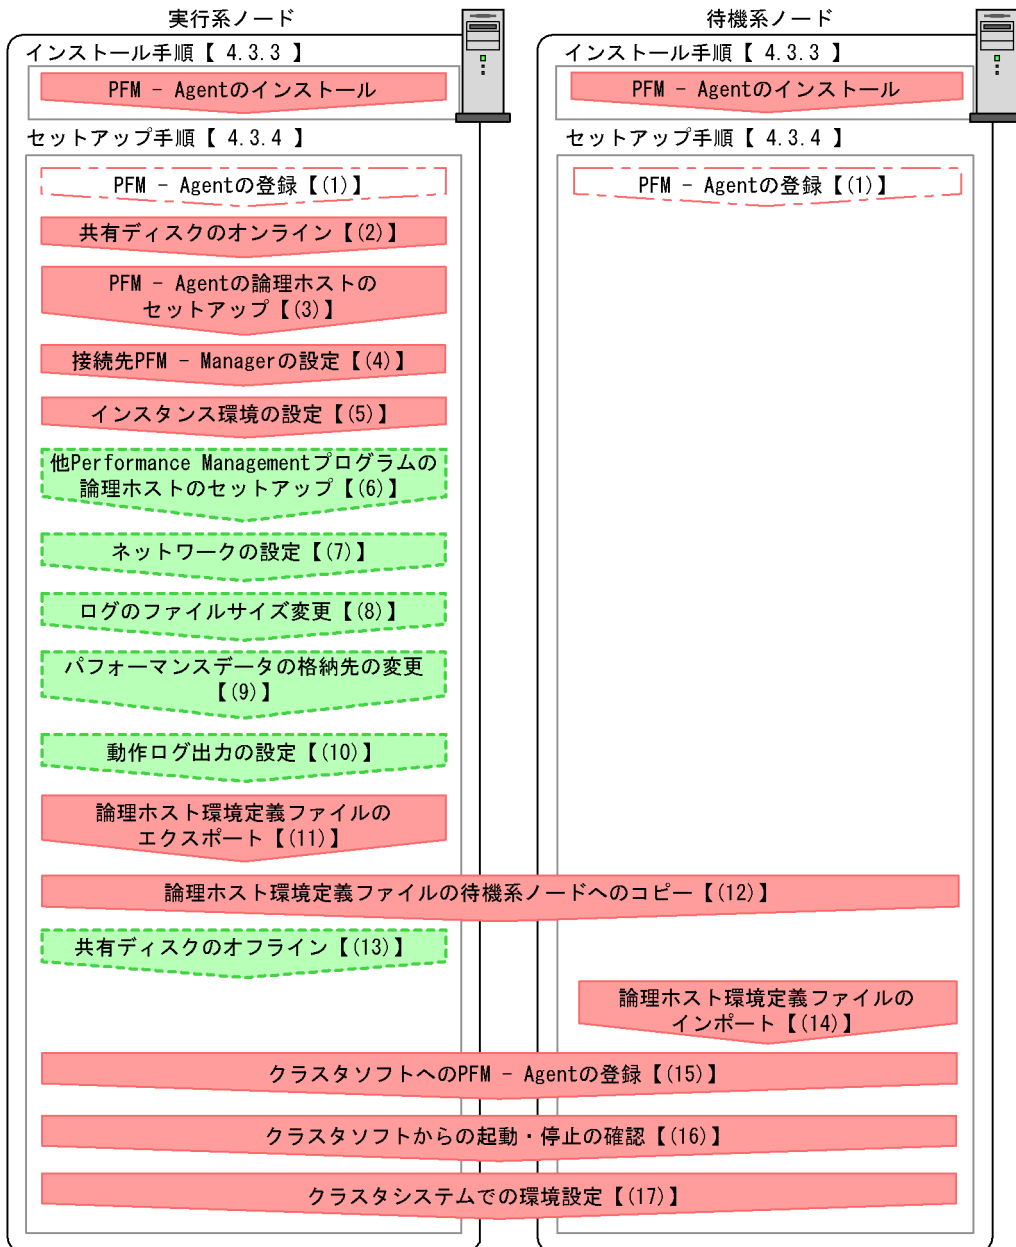 実行系ノード
待機系ノード
インストール手順【 4.3.3 】
インストール手順【 4.3.3 】
PFM - Agentのインストール
PFM - Agentのインストール
セットアップ手順【 4.3.4 】
セットアップ手順【 4.3.4 】
PFM - Agentの登録【(1)】
PFM - Agentの登録【(1)】
共有ディスクのオンライン【(2)】
PFM - Agentの論理ホストの
セットアップ【(3)】
接続先PFM - Managerの設定【(4)】
インスタンス環境の設定【(5)】
他Performance Managementプログラムの
論理ホストのセットアップ【(6)】
ネットワークの設定【(7)】
ログのファイルサイズ変更【(8)】
パフォーマンスデータの格納先の変更
【(9)】
動作ログ出力の設定【(10)】
論理ホスト環境定義ファイルの
エクスポート【(11)】
論理ホスト環境定義ファイルの待機系ノードへのコピー【(12)】
共有ディスクのオフライン【(13)】
論理ホスト環境定義ファイルの
インポート【(14)】
クラスタソフトへのPFM - Agentの登録【(15)】
クラスタソフトからの起動・停止の確認【(16)】
クラスタシステムでの環境設定【(17)】